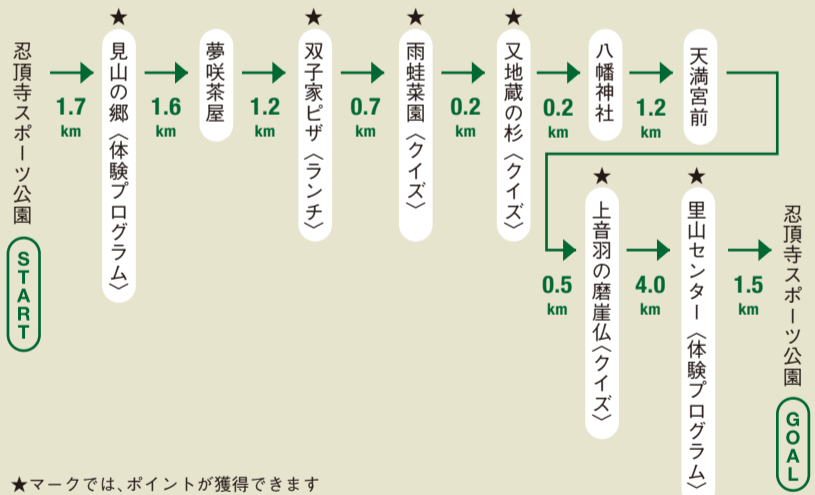 忍頂寺スポーツ公園
START
1.7
km
★
見山の郷〈体験プログラム〉
1.6
km
夢咲茶屋
1.2
km
★
双子家ピザ〈ランチ〉
0.7
km
★
雨蛙菜園〈クイズ〉
0.2
km
★
又地蔵の杉〈クイズ〉
0.2
km
八幡神社
1.2
km
天満宮前
0.5
km
★
上音羽の磨崖仏〈クイズ〉
4.0
km
★
里山センター〈体験プログラム〉
1.5
km
忍頂寺スポーツ公園
GOAL
★マークでは、ポイントが獲得できます